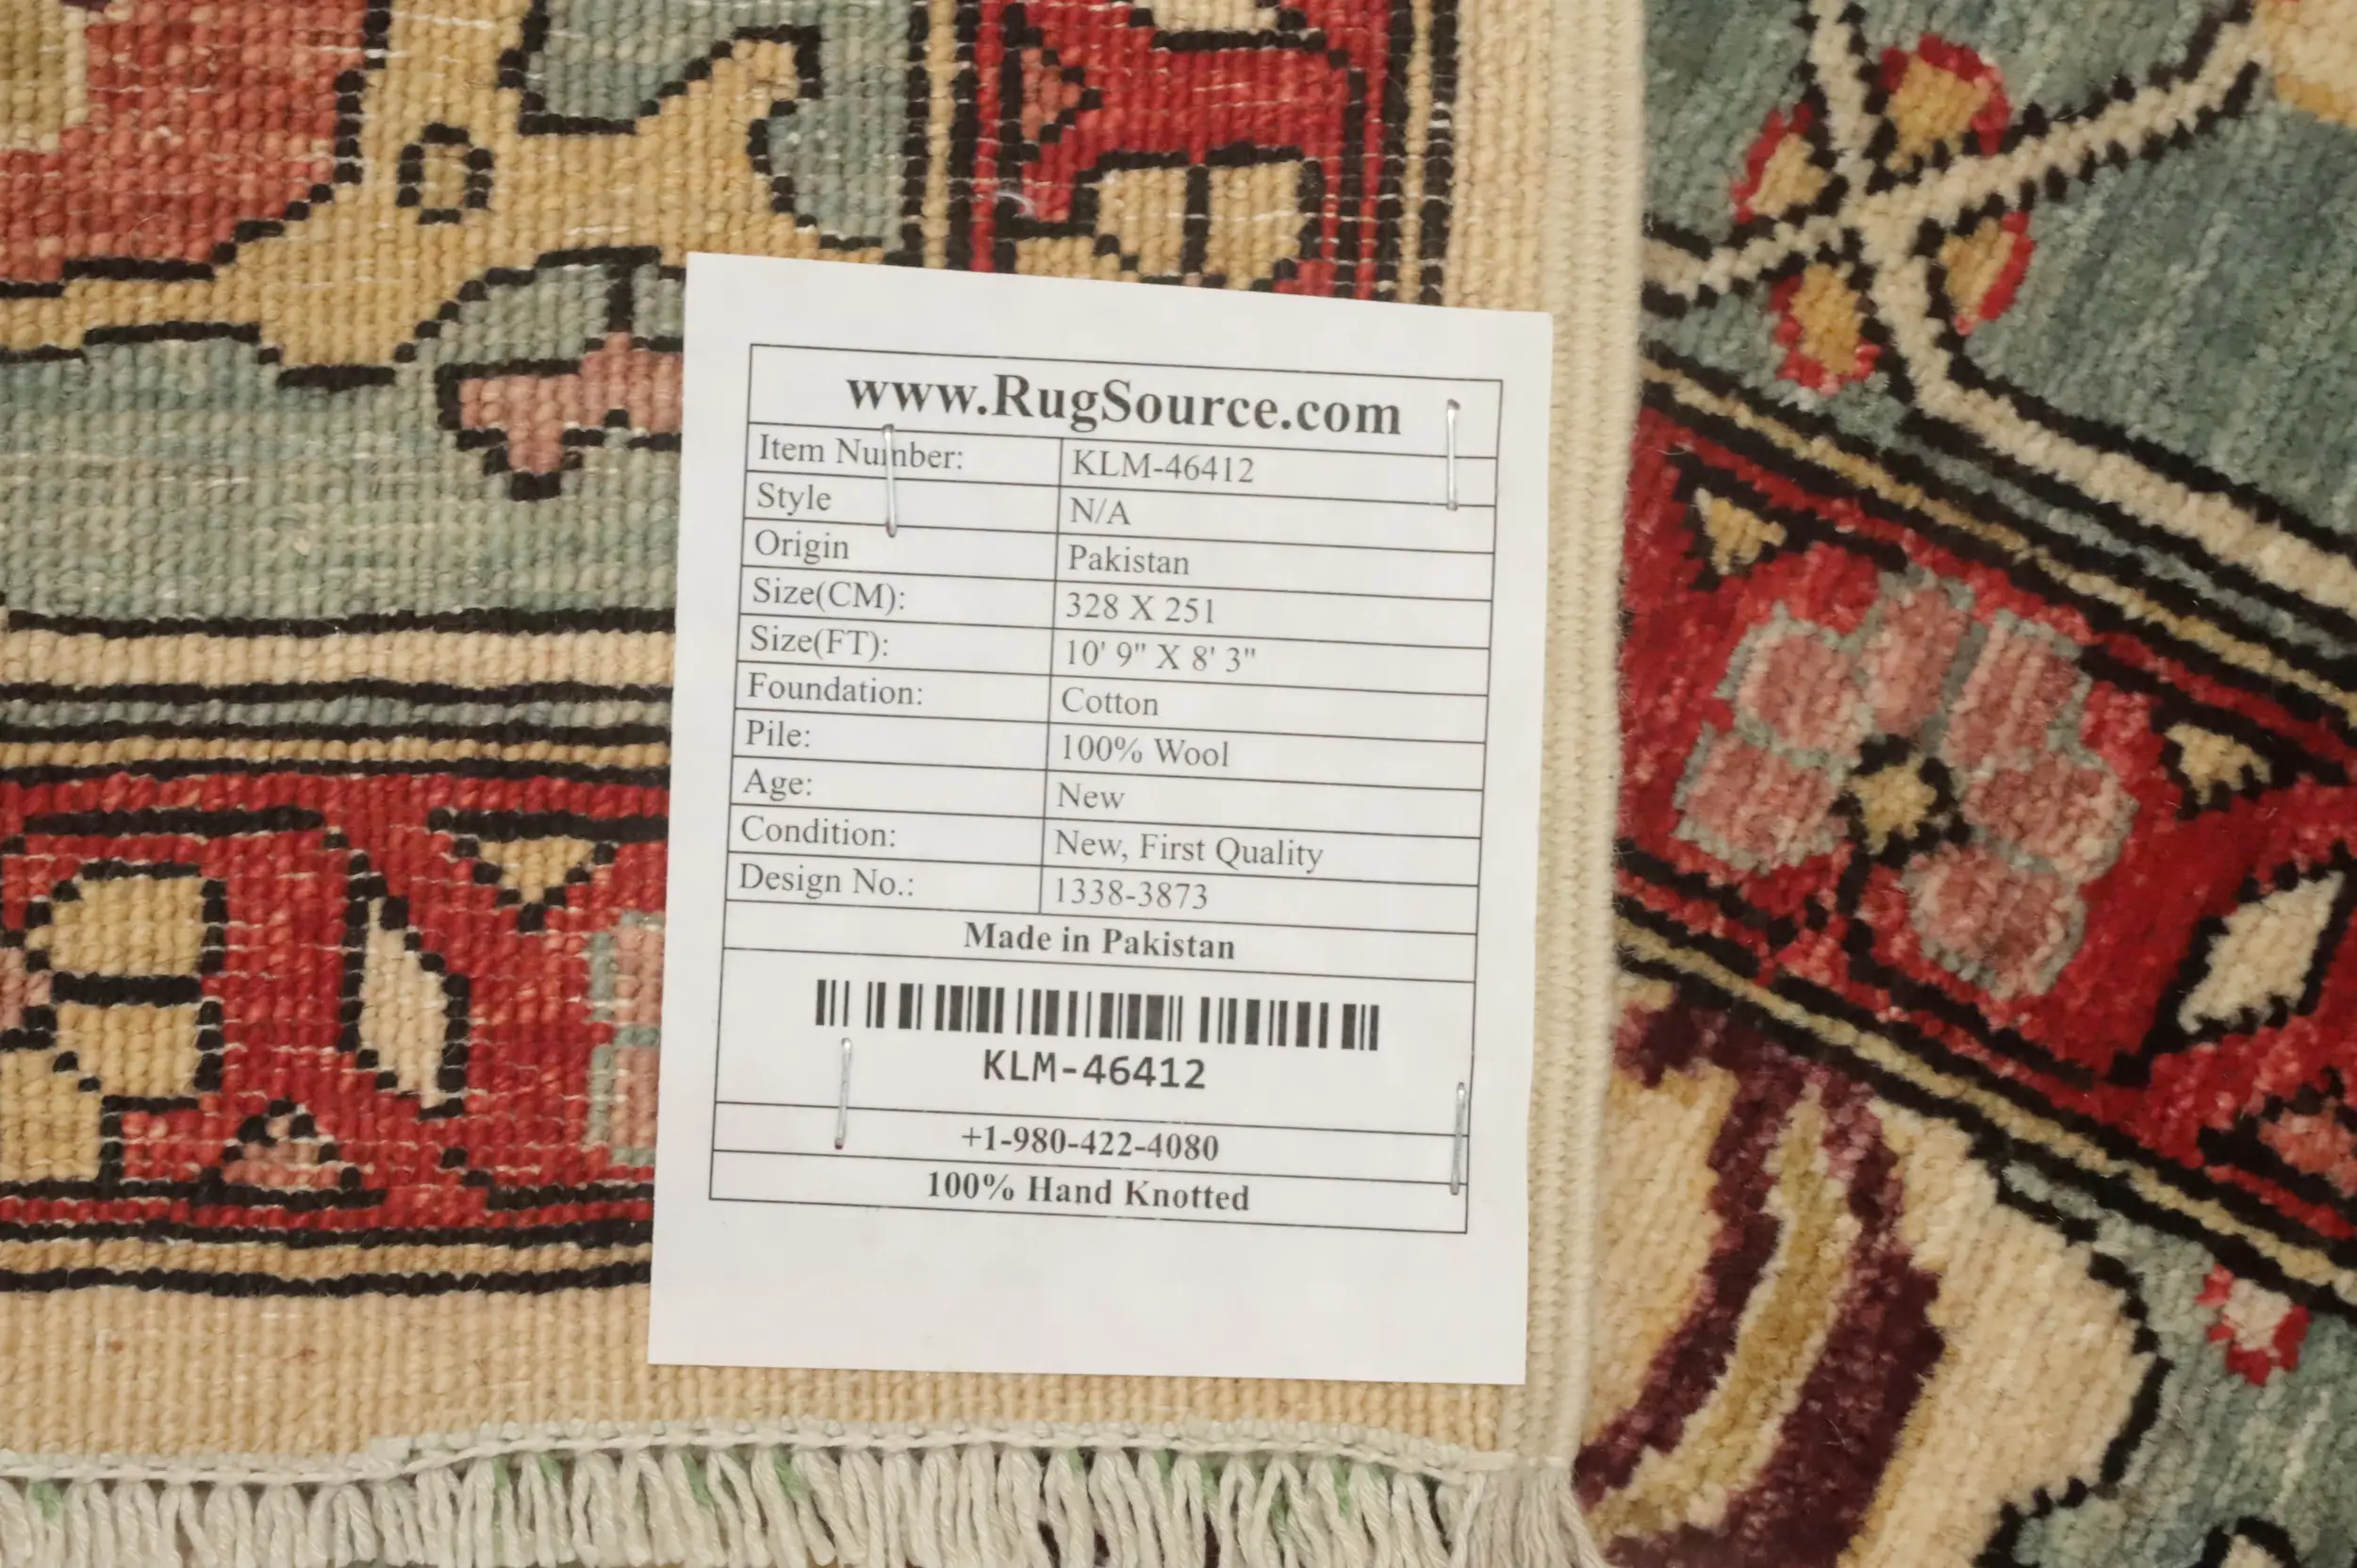 www.RugSource.com
Item Number: KLM-46412
Style N/A
Origin Pakistan
Size(CM): 328 X 251
Size(FT): 10' 9" X 8' 3"
Foundation: Cotton
Pile: 100% Wool
Age: New
Condition: New, First Quality
Design No.: 1338-3873
Made in Pakistan
KLM-46412
+1-980-422-4080
100% Hand Knotted